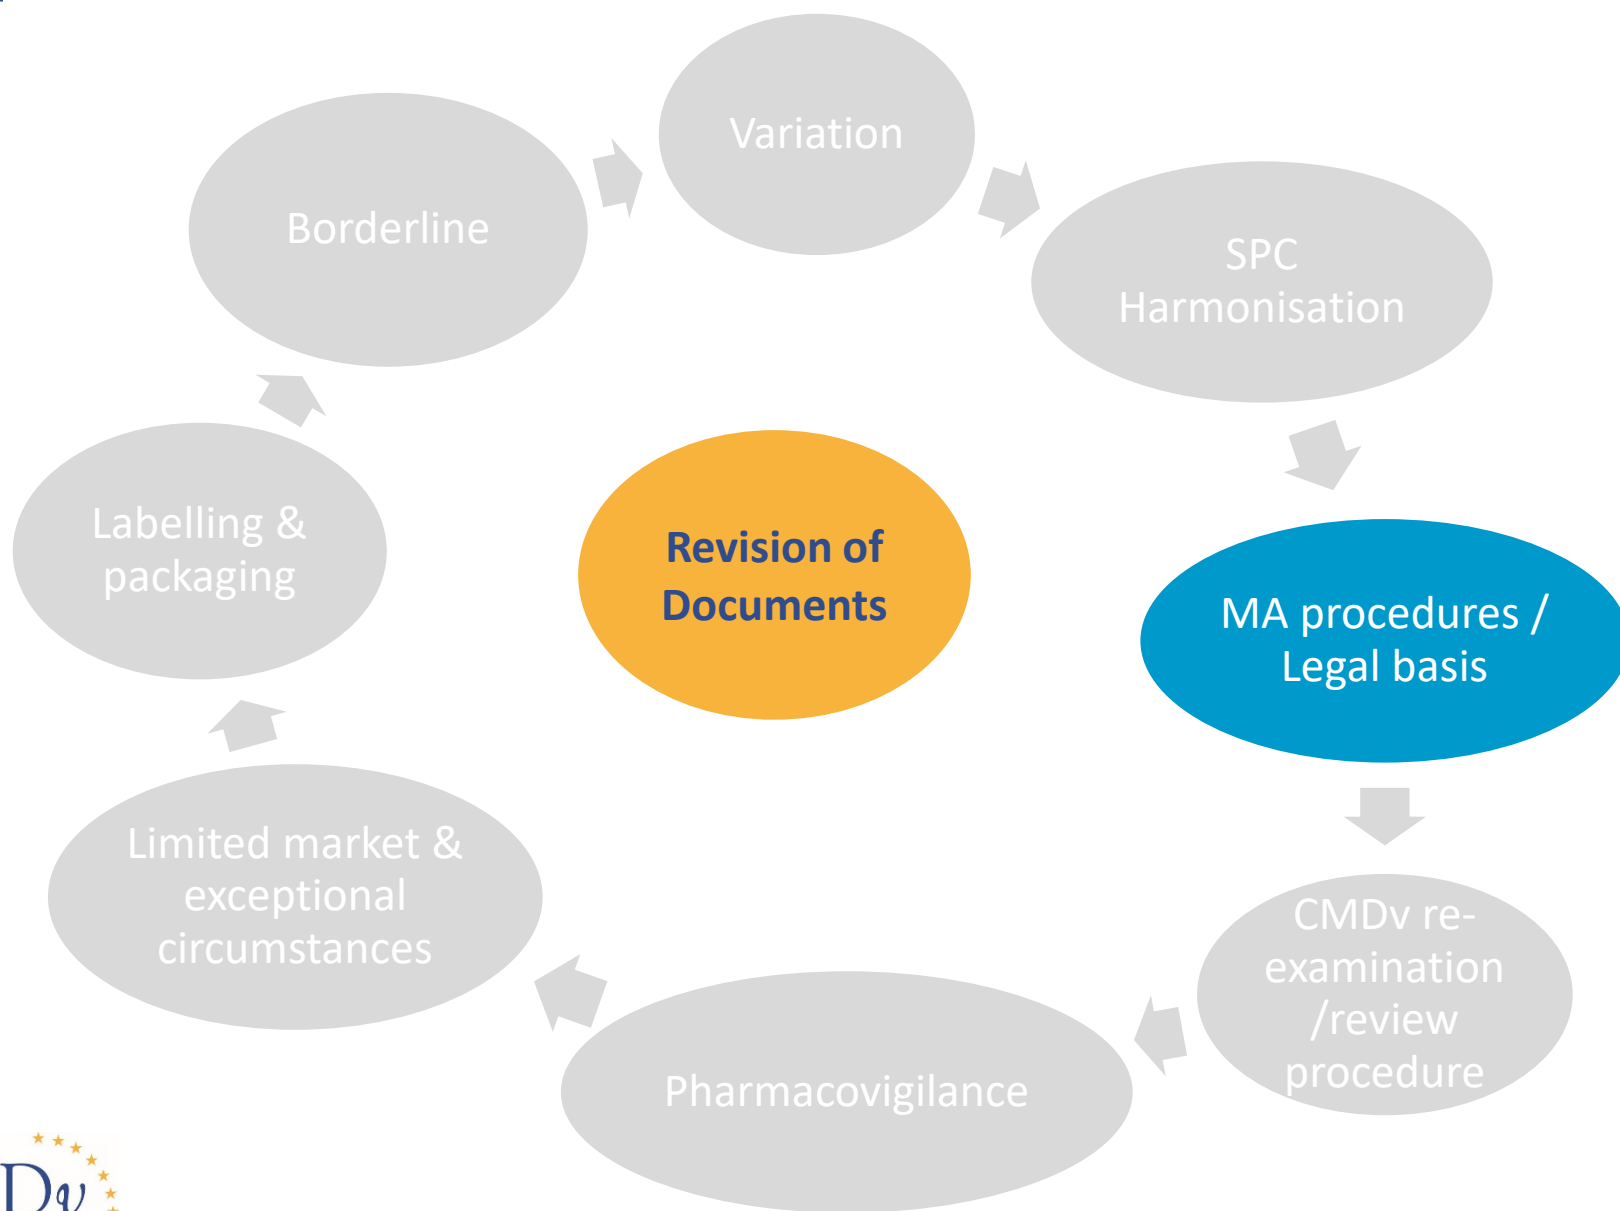 Variation
Borderline
SPC
Harmonisation
Labelling &
packaging
Revision of
Documents
MA procedures /
Legal basis
Limited market &
exceptional
circumstances
CMDv re-
examination
/review
procedure
Pharmacovigilance
Dv